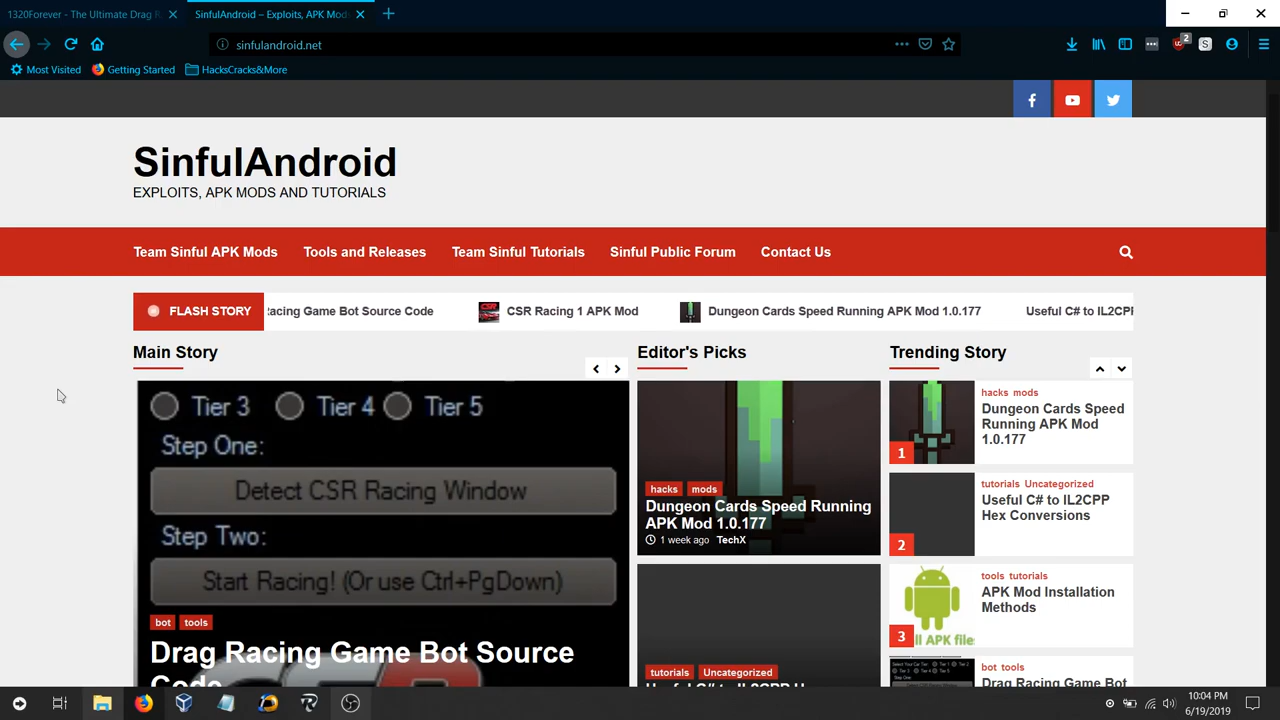 1320Forever - The Ultimate Drag R
SinfulAndroid – Exploits, APK Mod
sinfulandroid.net
2
S
Most Visited
Getting Started
HacksCracks&More
SinfulAndroid
EXPLOITS, APK MODS AND TUTORIALS
Team Sinful APK Mods
Tools and Releases
Team Sinful Tutorials
Sinful Public Forum
Contact Us
FLASH STORY
acing Game Bot Source Code
CSR Racing 1 APK Mod
Dungeon Cards Speed Running APK Mod 1.0.177
Useful C# to IL2CPP
Main Story
Tier 3
Tier 4
Tier 5
Step One:
Detect CSR Racing Window
Step Two:
Start Racing! (Or use Ctrl+PgDown)
bot
tools
Drag Racing Game Bot Source
Code
Editor's Picks
hacks
mods
Dungeon Cards Speed Running
APK Mod 1.0.177
1 week ago
TechX
tutorials
Uncategorized
Trending Story
1
hacks mods
Dungeon Cards Speed
Running APK Mod
1.0.177
2
tutorials Uncategorized
Useful C# to IL2CPP
Hex Conversions
ll APK files
3
tools tutorials
APK Mod Installation
Methods
bot tools
Drag Racing Game Bot
10:04 PM
6/19/2019